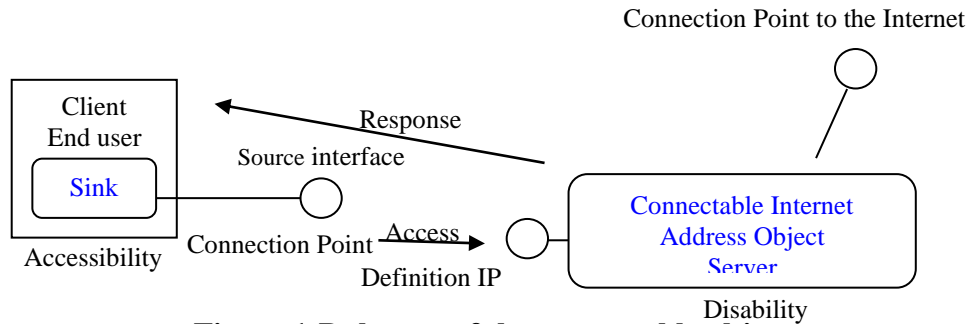 Connection Point to the Internet
Client
End user
Sink
Accessibility
Response
Source interface
Connection Point
Access
Definition IP
Connectable Internet
Address Object
Server
Disability